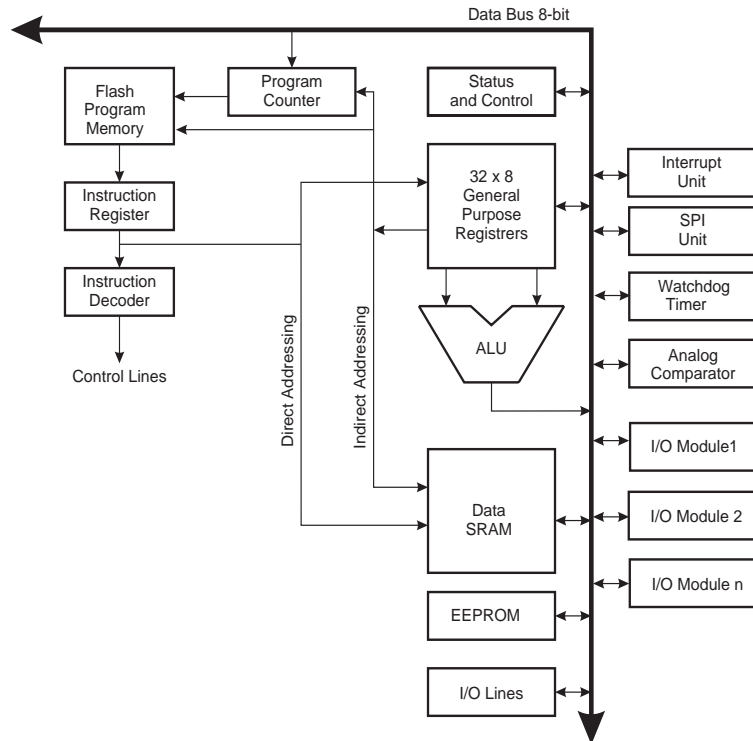 Data Bus 8-bit
Flash
Program
Memory
Program
Counter
Status
and Control
Instruction
Register
32 x 8
General
Purpose
Registrers
Interrupt
Unit
SPI
Unit
Instruction
Decoder
Watchdog
Timer
Control Lines
Direct Addressing
Indirect Addressing
ALU
Analog
Comparator
I/O Module1
Data
SRAM
I/O Module 2
I/O Module n
EEPROM
I/O Lines